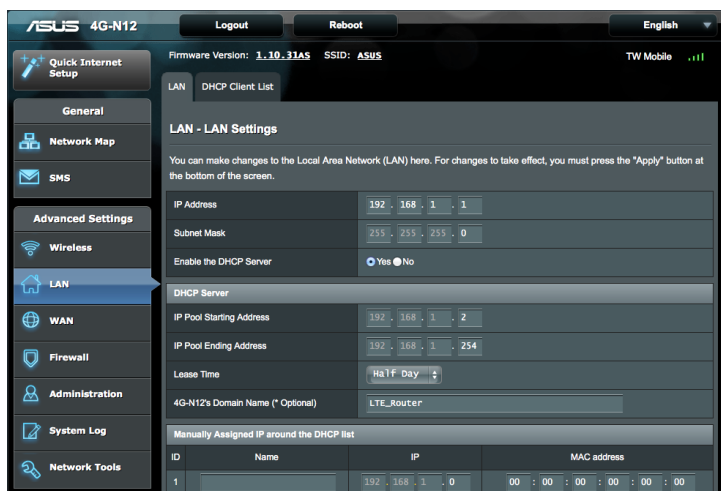 ASUS 4G-N12 Logout Reboot English
Quick Internet Setup
Firmware Version: 1.10.31AS SSID: ASUS
TW Mobile
LAN DHCP Client List
General
Network Map
SMS
Advanced Settings
Wireless
LAN
WAN
Firewall
Administration
System Log
Network Tools
LAN - LAN Settings
You can make changes to the Local Area Network (LAN) here. For changes to take effect, you must press the "Apply" button at
the bottom of the screen.
IP Address 192 . 168 . 1 . 1
Subnet Mask 255 . 255 . 255 . 0
Enable the DHCP Server Yes No
DHCP Server
IP Pool Starting Address 192 . 168 . 1 . 2
IP Pool Ending Address 192 . 168 . 1 . 254
Lease Time Half Day
4G-N12's Domain Name (* Optional) LTE_Router
Manually Assigned IP around the DHCP list
ID Name IP MAC address
1 192 . 168 . 1 . 0 00 : 00 : 00 : 00 : 00 : 00